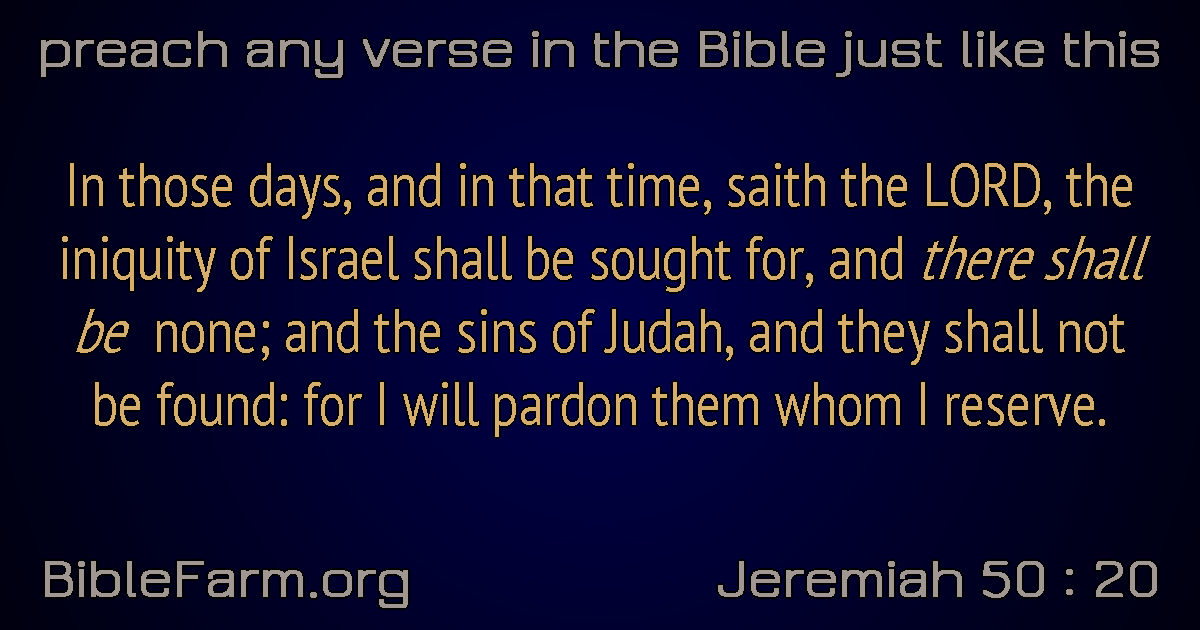 preach any verse in the Bible just like this
In those days, and in that time, saith the LORD, the
iniquity of Israel shall be sought for, and there shall
be none; and the sins of Judah, and they shall not
be found: for I will pardon them whom I reserve.
BibleFarm.org
Jeremiah 50 : 20